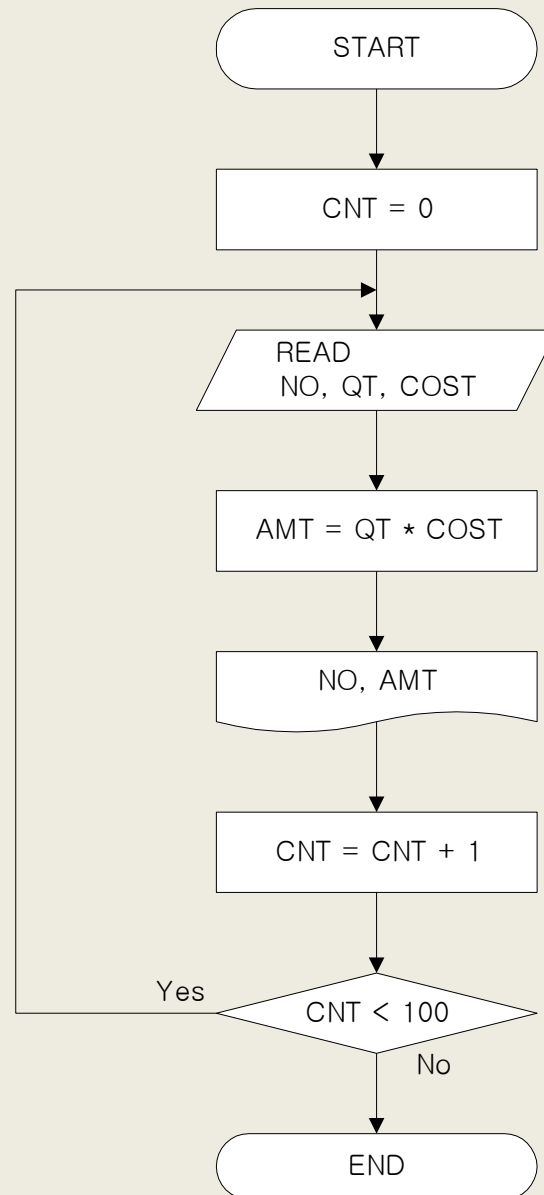 START
CNT = 0
READ
NO, QT, COST
AMT = QT * COST
NO, AMT
CNT = CNT + 1
Yes
CNT < 100
No
END